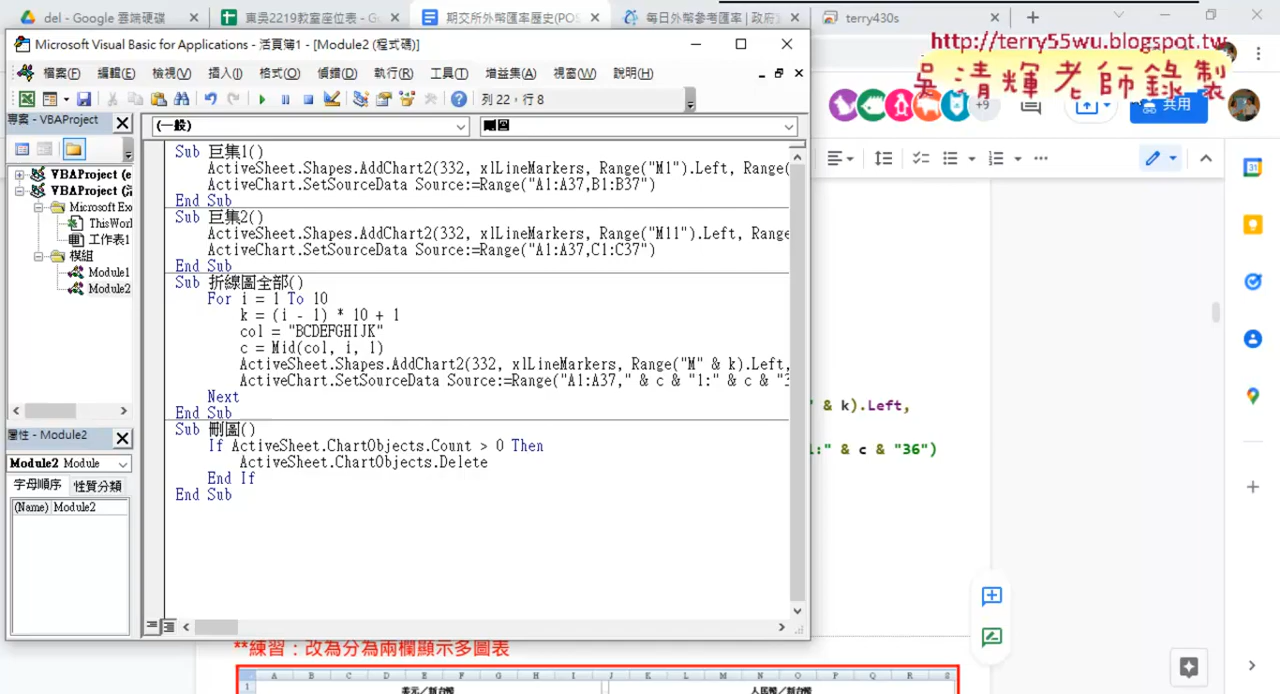 del - Google 雲端硬碟
東吳2219教室座位表 - Go
期交所外幣匯率歷史(POS
每日外幣參考匯率 | 政府
terry430s
Microsoft Visual Basic for Applications - 活頁簿1 - [Module2 (程式碼)]
http://terry55wu.blogspot.tw
吳清輝老師錄製
檔案(F) 編輯(E) 檢視(V) 插入(I) 格式(O) 偵錯(D) 執行(R) 工具(T) 增益集(A) 視窗(W) 說明(H)
列 22，行 8
+9
共用
專案 - VBAProject
(一般)
刪圖
VBAProject (e
VBAProject (活
Microsoft Exc
ThisWorl
工作表1
模組
Module1
Module2
Sub 巨集1()
ActiveSheet.Shapes.AddChart2(332, xlLineMarkers, Range("M1").Left, Range(
ActiveChart.SetSourceData Source:=Range("A1:A37,B1:B37")
End Sub
Sub 巨集2()
ActiveSheet.Shapes.AddChart2(332, xlLineMarkers, Range("M11").Left, Range
ActiveChart.SetSourceData Source:=Range("A1:A37,C1:C37")
End Sub
Sub 折線圖全部()
For i = 1 To 10
k = (i - 1) * 10 + 1
col = "BCDEFGHIJK"
c = Mid(col, i, 1)
ActiveSheet.Shapes.AddChart2(332, xlLineMarkers, Range("M" & k).Left,
ActiveChart.SetSourceData Source:=Range("A1:A37," & c & "1:" & c & "3
Next
End Sub
Sub 刪圖()
If ActiveSheet.ChartObjects.Count > 0 Then
ActiveSheet.ChartObjects.Delete
End If
End Sub
" & k).Left,
1:" & c & "36")
屬性 - Module2
Module2 Module
字母順序 性質分類
(Name) Module2
**練習：改為分為兩欄顯示多圖表
A B C D E F G H I J K L M N O P Q R S
1
美元／新台幣
人民幣／新台幣